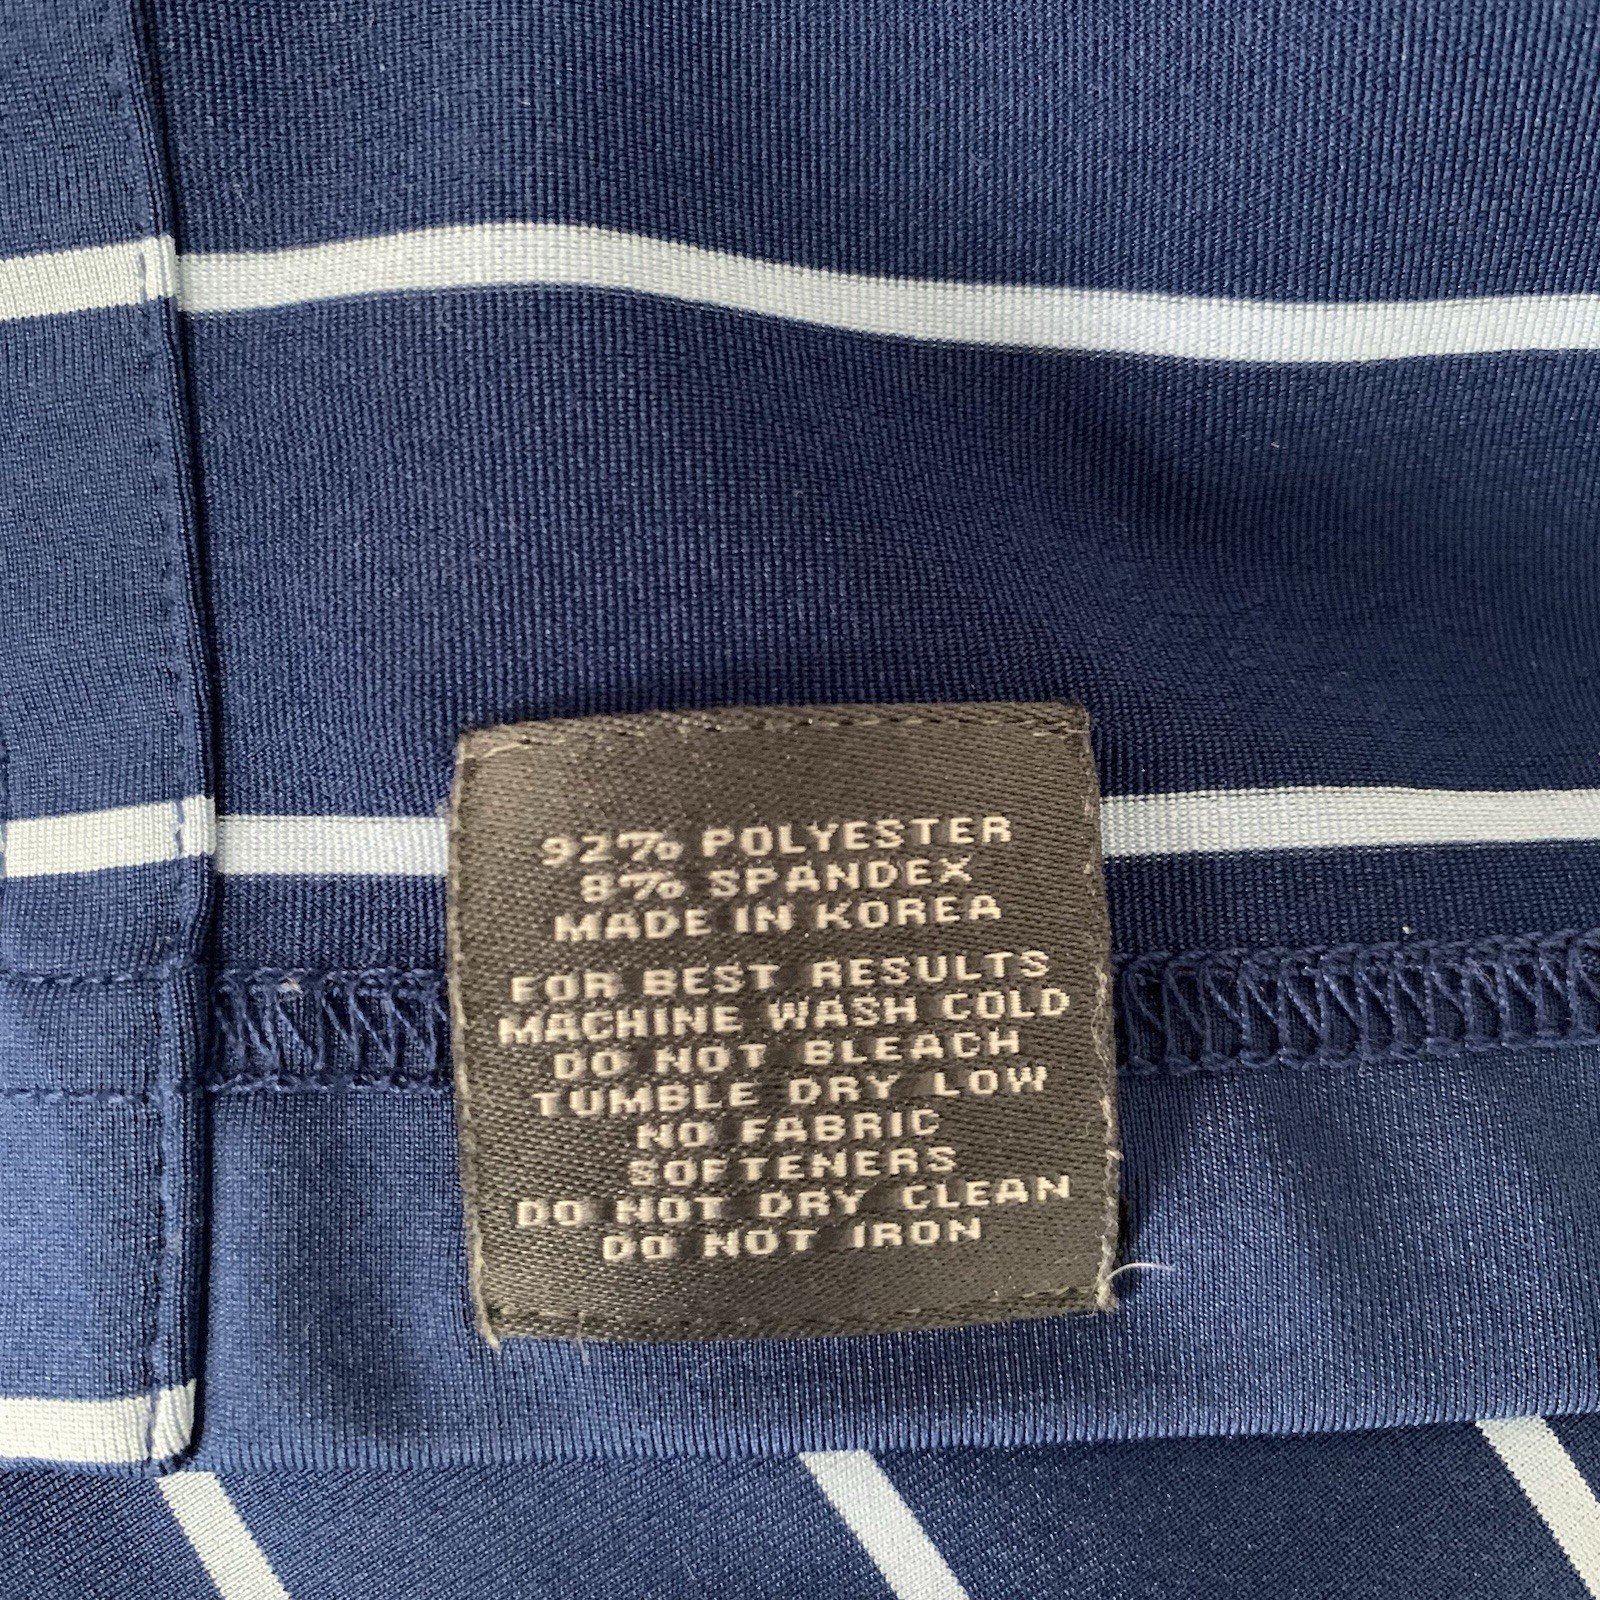 92% POLYESTER
8% SPANDEX
MADE IN KOREA
FOR BEST RESULTS
MACHINE WASH COLD
DO NOT BLEACH
TUMBLE DRY LOW
NO FABRIC
SOFTENERS
DO NOT DRY CLEAN
DO NOT IRON